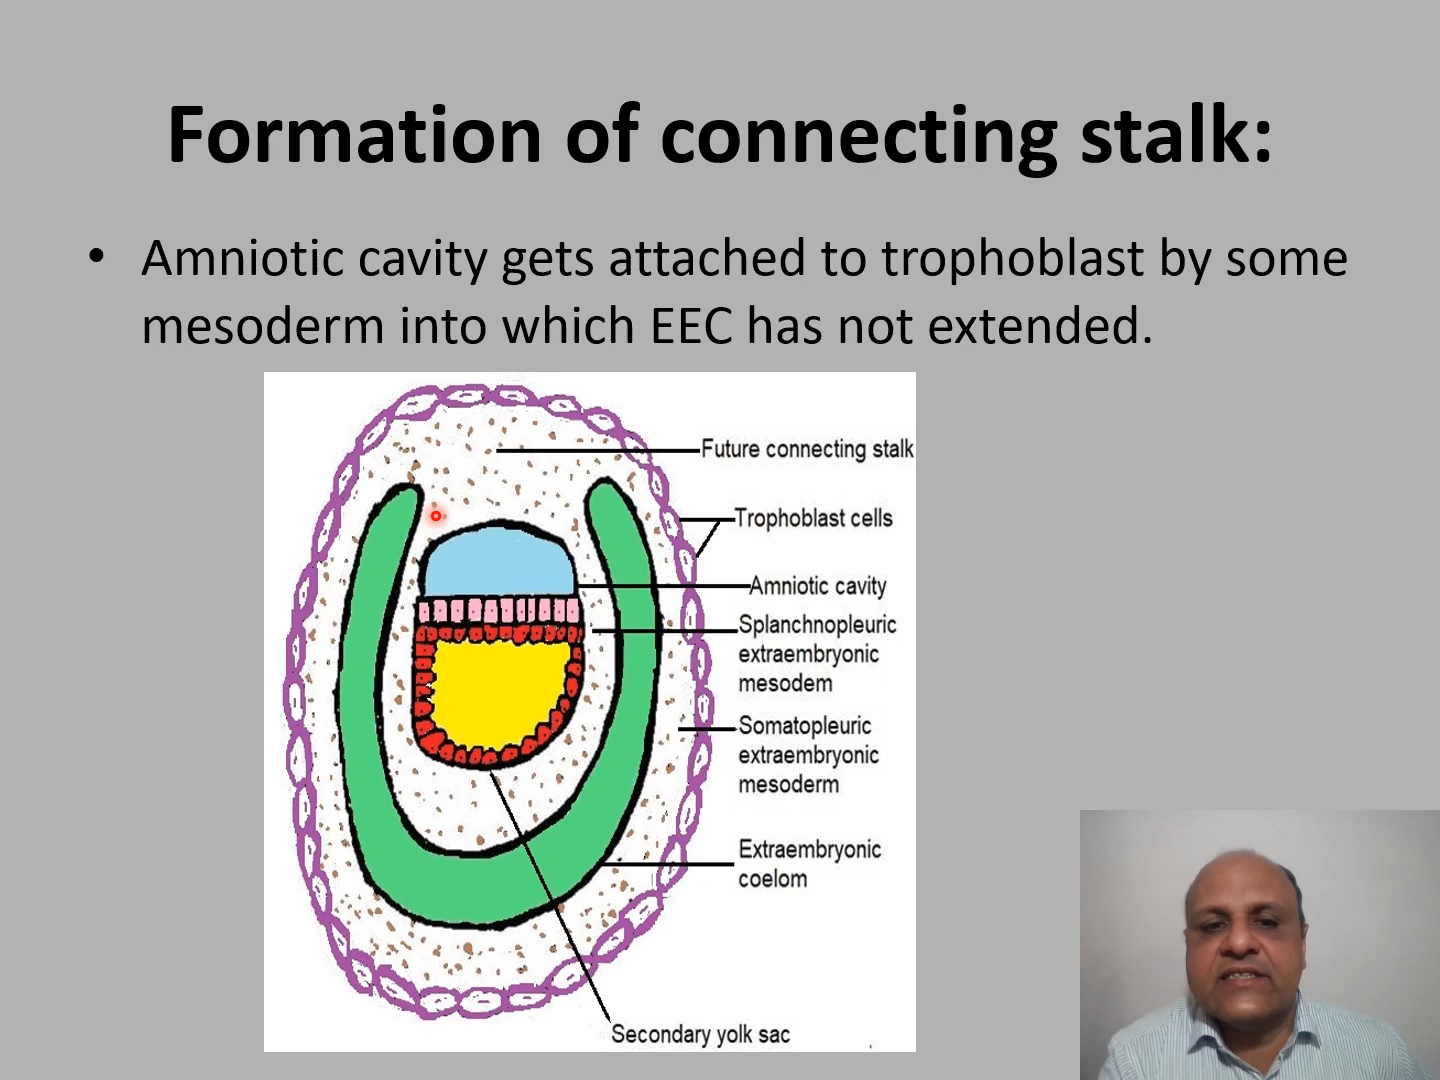 Formation of connecting stalk:
• Amniotic cavity gets attached to trophoblast by some
mesoderm into which EEC has not extended.
Future connecting stalk
Trophoblast cells
Amniotic cavity
Splanchnopleuric
extraembryonic
mesodem
Somatopleuric
extraembryonic
mesoderm
Extraembryonic
coelom
Secondary yolk sac